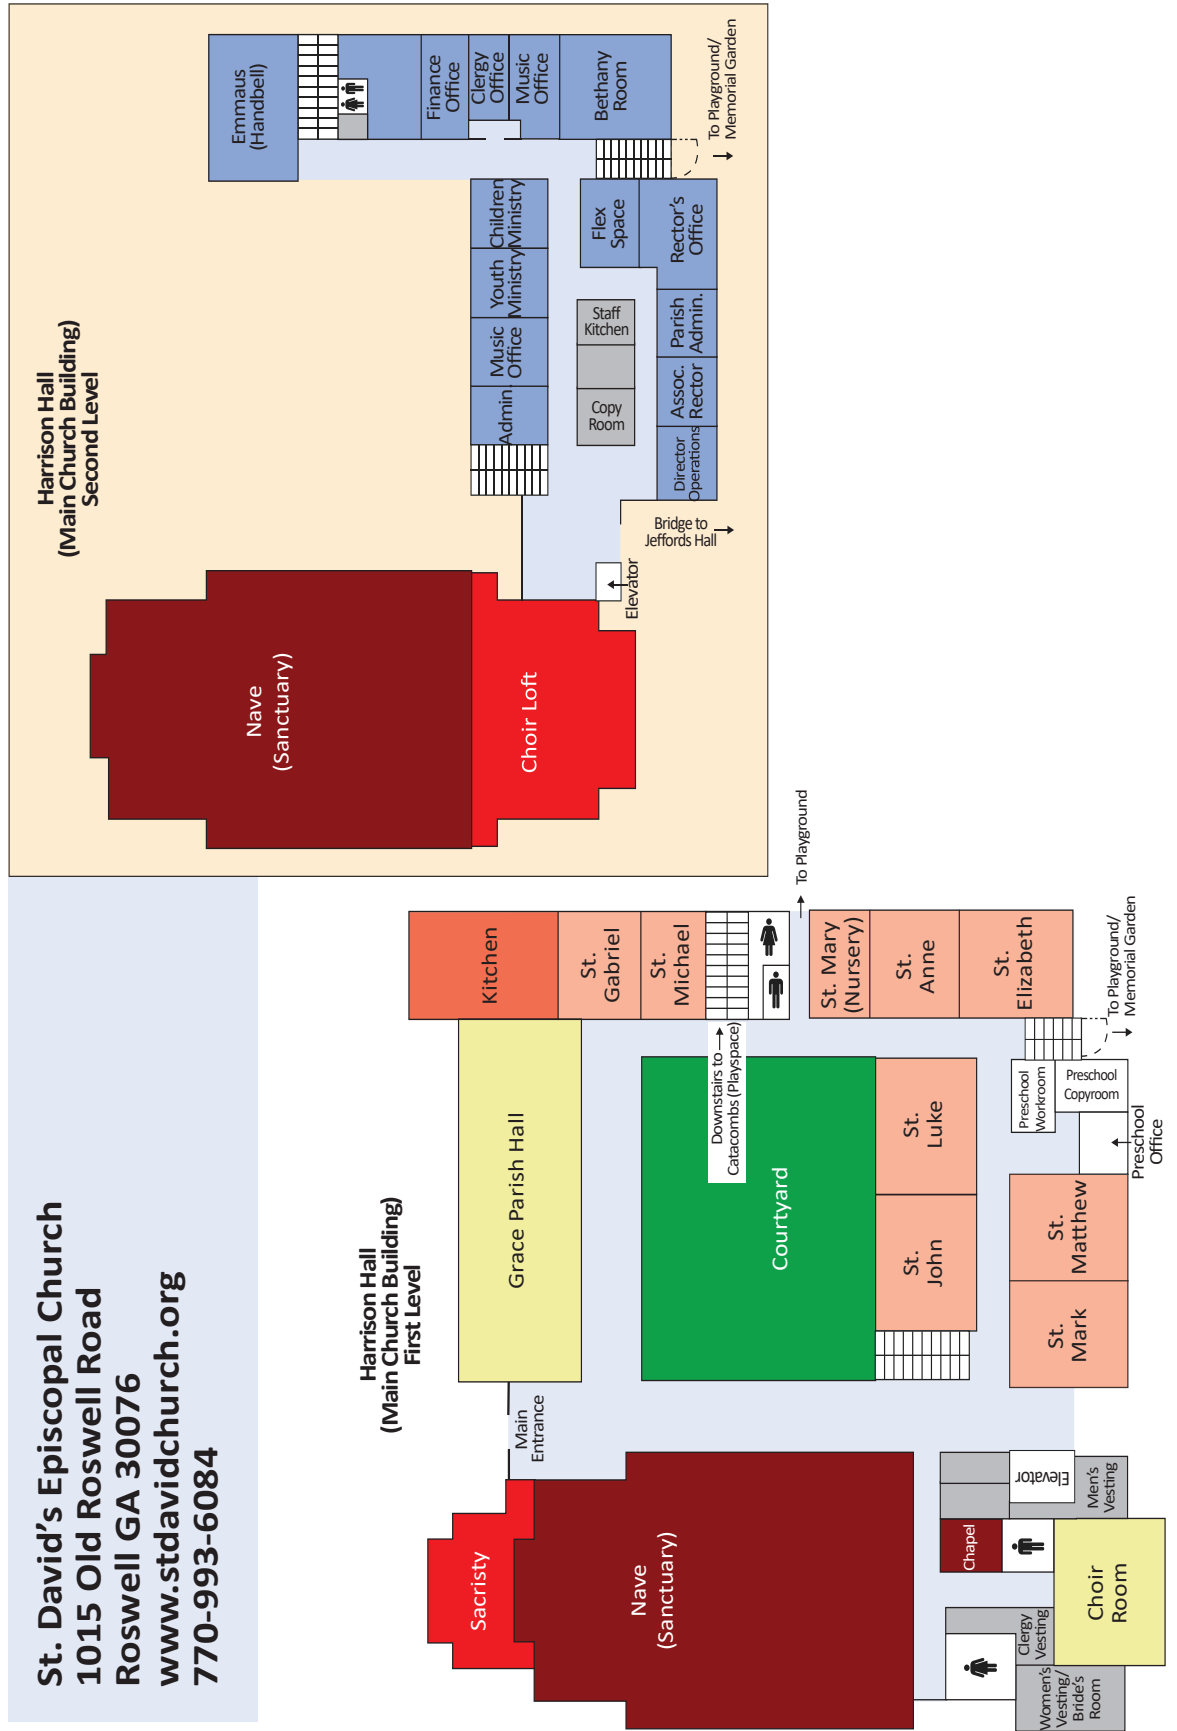 St. David's Episcopal Church
1015 Old Roswell Road
Roswell GA 30076
www.stdavidchurch.org
770-993-6084
Harrison Hall
(Main Church Building)
First Level
Sacristy
Nave
(Sanctuary)
Main
Entrance
Grace Parish Hall
Kitchen
St.
Gabriel
St.
Michael
Downstairs to
Catacombs (Playspace)
To Playground
Courtyard
St. Mary
(Nursery)
St.
Anne
St.
Elizabeth
St.
John
St.
Luke
To Playground/
Memorial Garden
Preschool
Workroom
Preschool
Copyroom
Preschool
Office
St.
Mark
St.
Matthew
Chapel
Elevator
Men's
Vesting
Clergy
Vesting
Women's
Vesting/
Bride's
Room
Choir
Room
Harrison Hall
(Main Church Building)
Second Level
Nave
(Sanctuary)
Choir Loft
Elevator
Bridge to
Jeffords Hall
Emmaus
(Handbell)
Finance
Office
Clergy
Office
Music
Office
Bethany
Room
To Playground/
Memorial Garden
Admin.
Music
Office
Youth
Ministry
Children
Ministry
Flex
Space
Rector's
Office
Staff
Kitchen
Copy
Room
Parish
Admin.
Assoc.
Rector
Director
Operations